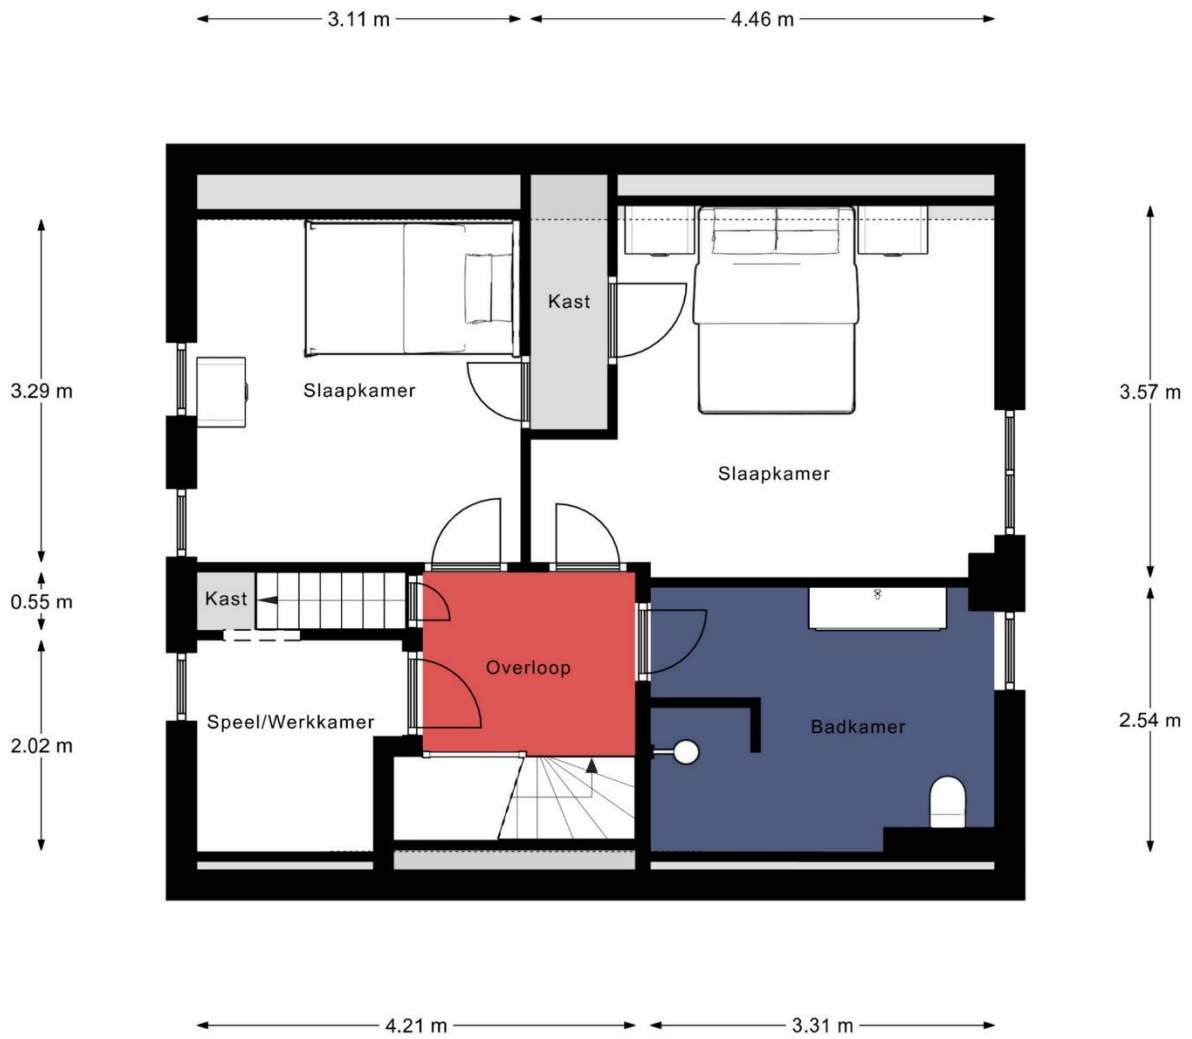 3.11 m
4.46 m
Kast
Slaapkamer
3.29 m
3.57 m
Slaapkamer
Kast
0.55 m
Overloop
Speel/Werkkamer
Badkamer
2.02 m
2.54 m
4.21 m
3.31 m